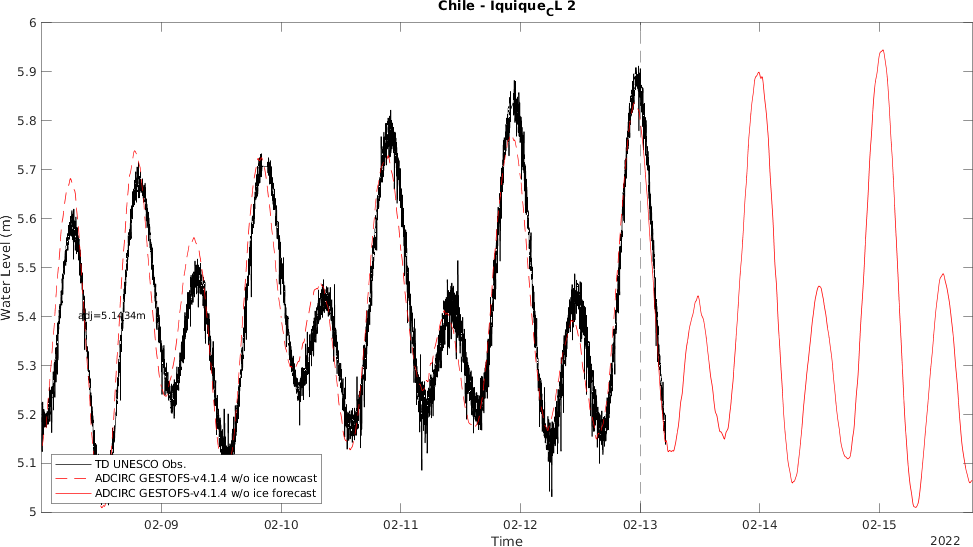 Chile - Iquique_CL 2
6
5.9
5.8
5.7
5.6
5.5
5.4
5.3
5.2
5.1
5
Water Level (m)
adj=5.1434m
TD UNESCO Obs.
ADCIRC GESTOFS-v4.1.4 w/o ice nowcast
ADCIRC GESTOFS-v4.1.4 w/o ice forecast
02-09 02-10 02-11 02-12 02-13 02-14 02-15
Time
2022